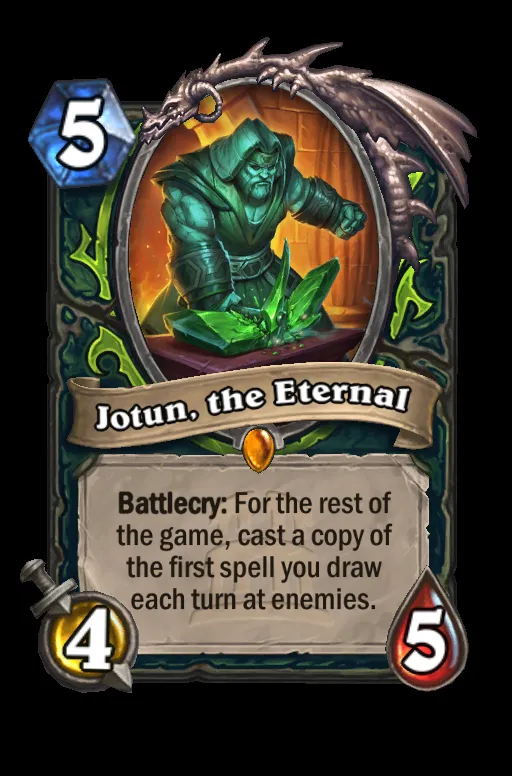 5
Jotun, the Eternal
Battlecry: For the rest of
the game, cast a copy of
the first spell you draw
each turn at enemies.
4
5